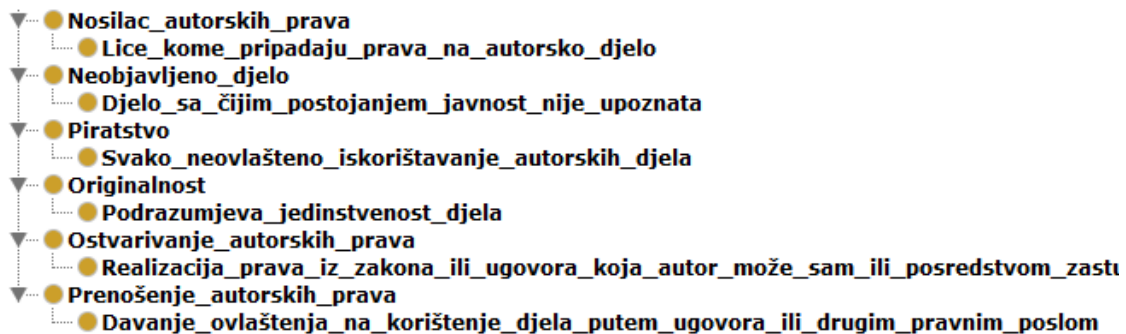 Nosilac_autorskih_prava
Lice_kome_pripadaju_prava_na_autorsko_djelo
Neobjavljeno_djelo
Djelo_sa_čijim_postojanjem_javnost_nije_upoznata
Piratstvo
Svako_neovlašteno_iskorištavanje_autorskih_djela
Originalnost
Podrazumjeva_jedinstvenost_djela
Ostvarivanje_autorskih_prava
Realizacija_prava_iz_zakona_ili_ugovora_koja_autor_može_sam_ili_posredstvom_zastu
Prenošenje_autorskih_prava
Davanje_ovlaštenja_na_korištenje_djela_putem_ugovora_ili_drugim_pravnim_poslom